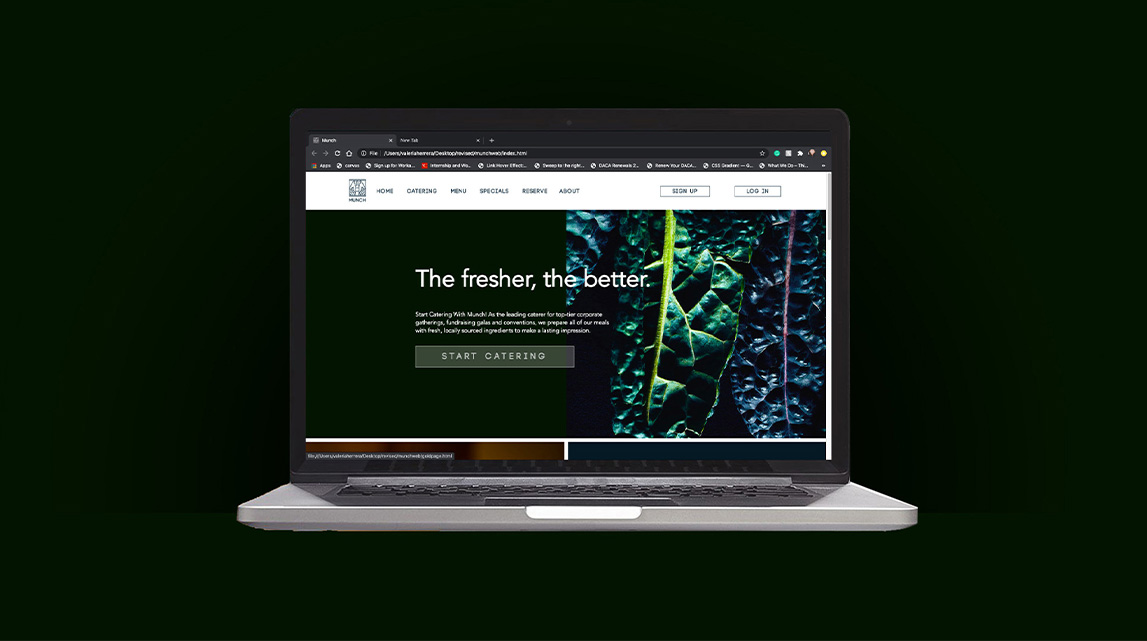 Munch
New Tab
File
/Users/valeriaherrera/Desktop/revised/munchweb/index.html
Apps
canvas
Sign up for Worka...
Internship and Wo...
Link Hover Effect:...
Sweep to the right...
DACA Renewals 2...
Renew Your DACA...
CSS Gradient — G...
What We Do – TN...
MUNCH
HOME
CATERING
MENU
SPECIALS
RESERVE
ABOUT
SIGN UP
LOG IN
The fresher, the better.
Start Catering With Munch! As the leading caterer for top-tier corporate
gatherings, fundraising galas and conventions, we prepare all of our meals
with fresh, locally sourced ingredients to make a lasting impression.
START CATERING
file:///Users/valeriaherrera/Desktop/revised/munchweb/goldpage.html